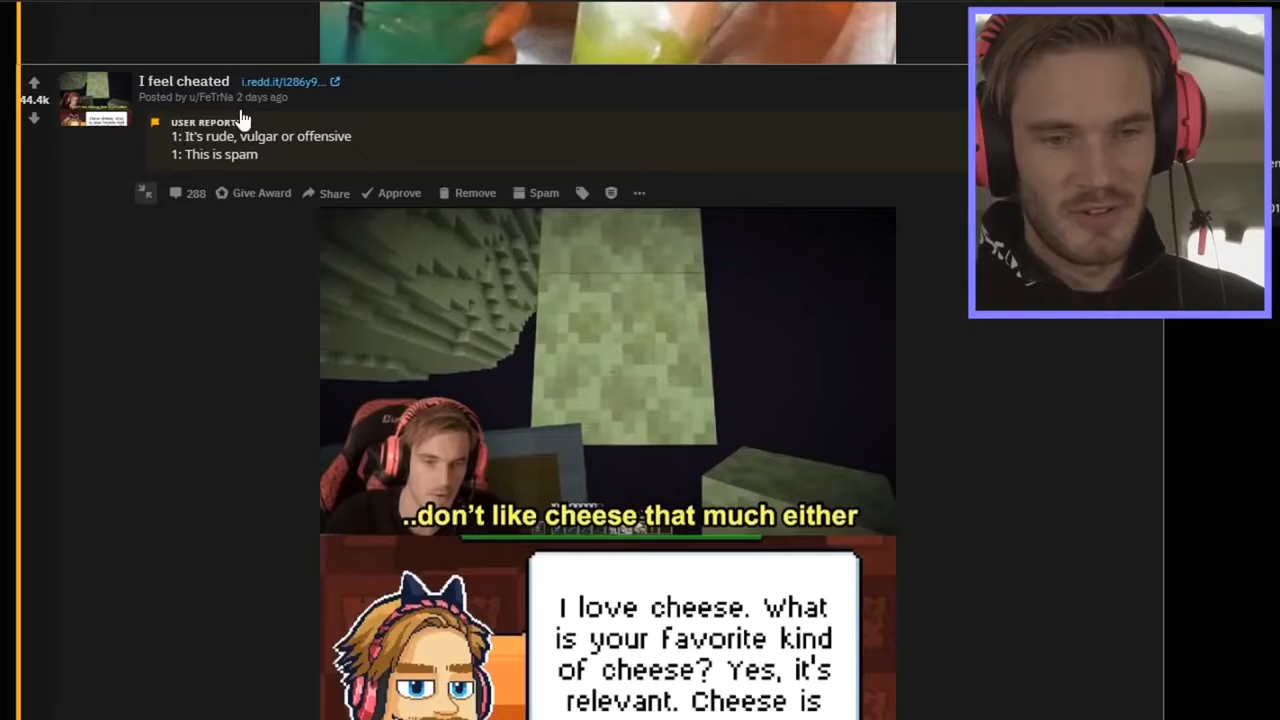 I feel cheated i.redd.it/l286y9...
44.4k
Posted by u/FeTrNa 2 days ago
USER REPORT
1: It's rude, vulgar or offensive
1: This is spam
288 Give Award Share Approve Remove Spam ...
..don't like cheese that much either
I love cheese. What
is your favorite kind
of cheese? Yes, it's
relevant. Cheese is